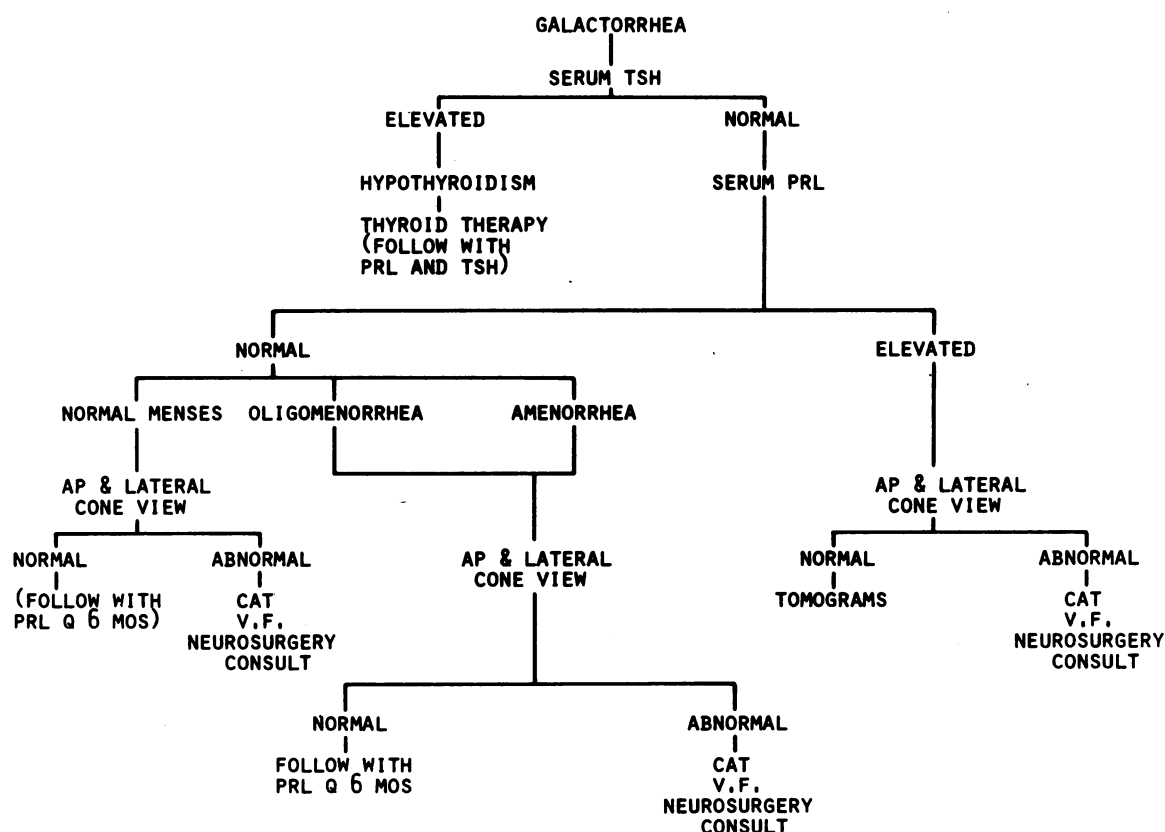 GALACTORRHEA
SERUM TSH
ELEVATED
NORMAL
HYPOTHYROIDISM
SERUM PRL
THYROID THERAPY
(FOLLOW WITH
PRL AND TSH)
NORMAL
ELEVATED
NORMAL MENSES
OLIGOMENORRHEA
AMENORRHEA
AP & LATERAL
CONE VIEW
NORMAL
ABNORMAL
(FOLLOW WITH
PRL Q 6 MOS)
CAT
V.F.
NEUROSURGERY
CONSULT
AP & LATERAL
CONE VIEW
NORMAL
ABNORMAL
FOLLOW WITH
PRL Q 6 MOS
CAT
V.F.
NEUROSURGERY
CONSULT
AP & LATERAL
CONE VIEW
NORMAL
ABNORMAL
TOMOGRAMS
CAT
V.F.
NEUROSURGERY
CONSULT